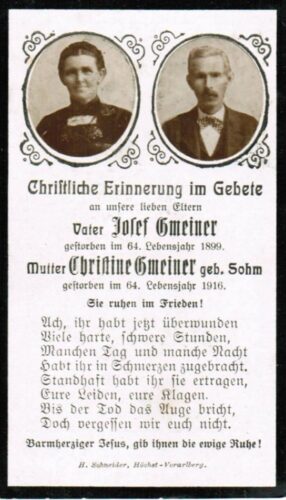 Christliche Erinnerung im Gebete
an unsere lieben Eltern
Vater Josef Gmeiner
gestorben im 64. Lebensjahr 1899.
Mutter Christine Gmeiner geb. Sohm
gestorben im 64. Lebensjahr 1916.
Sie ruhen im Frieden!
Ach, ihr habt jetzt überwunden
Viele harte, schwere Stunden,
Manchen Tag und manche Nacht
Habt ihr in Schmerzen zugebracht.
Standhaft habt ihr sie ertragen,
Eure Leiden, eure Klagen.
Bis der Tod das Auge bricht,
Doch vergessen wir euch nicht.
Barmherziger Jesus, gib ihnen die ewige Ruhe!
H. Schneider, Höchst-Vorarlberg.